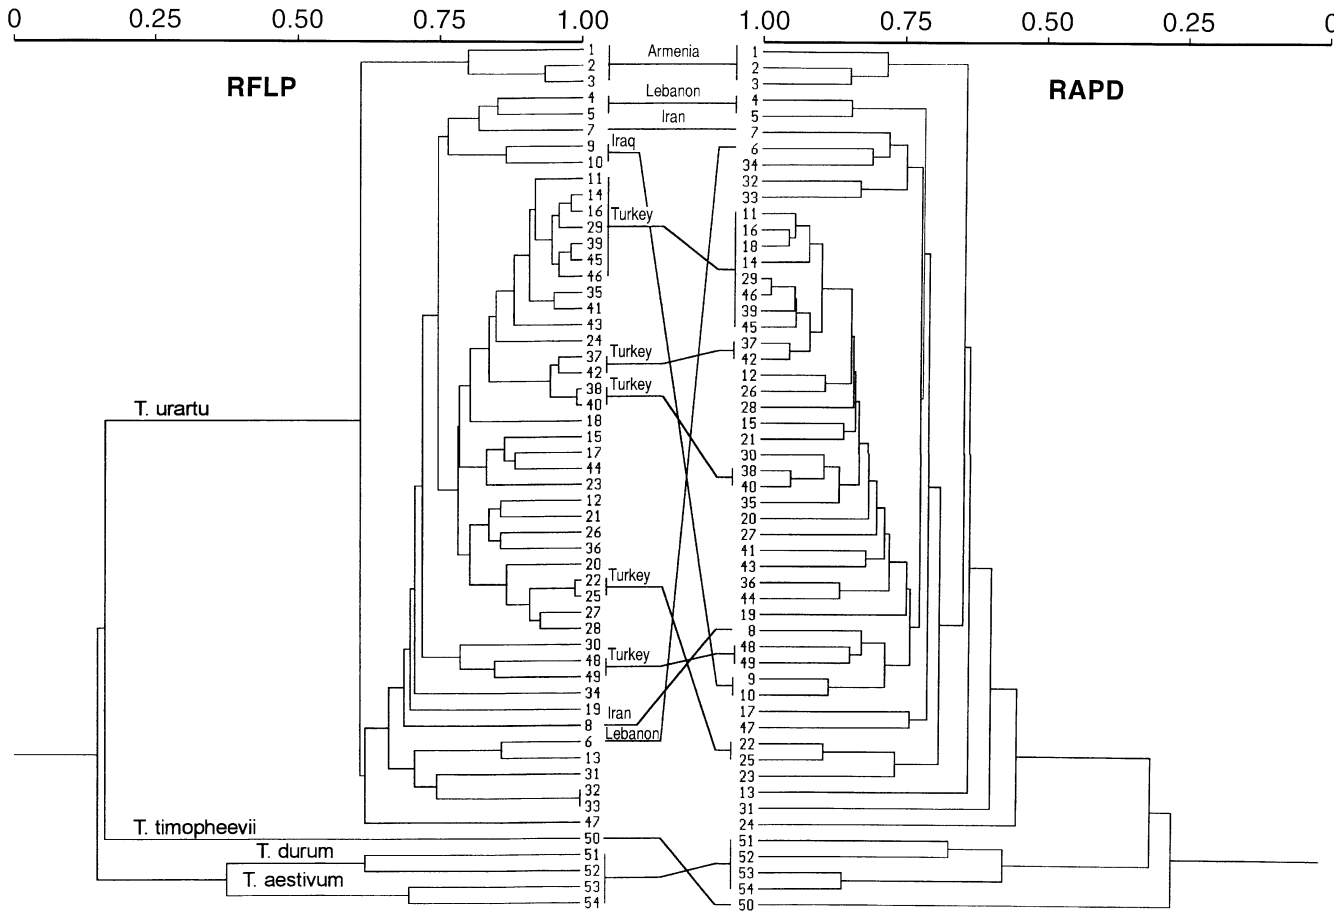 0 0.25 0.50 0.75 1.00 1.00 0.75 0.50 0.25 0
RFLP RAPD
1 Armenia 1
2 2
3 3
4 Lebanon 4
5 5
7 Iran 7
9 Iraq 6
10 34
11 32
14 33
16 Turkey 11
29 16
39 18
45 14
46 29
35 46
41 39
43 45
24 37
37 Turkey 42
42 12
38 Turkey 26
40 28
T. urartu
18 15
15 21
17 30
44 38
23 40
12 35
21 20
26 27
36 41
20 43
22 Turkey 36
25 44
27 19
28 8
30 48
48 Turkey 49
49 9
34 10
19 17
8 Iran 47
6 Lebanon 22
13 25
31 23
32 13
33 31
47 24
T. timopheevii 50 51
T. durum 51 52
52 53
T. aestivum 53 54
54 50